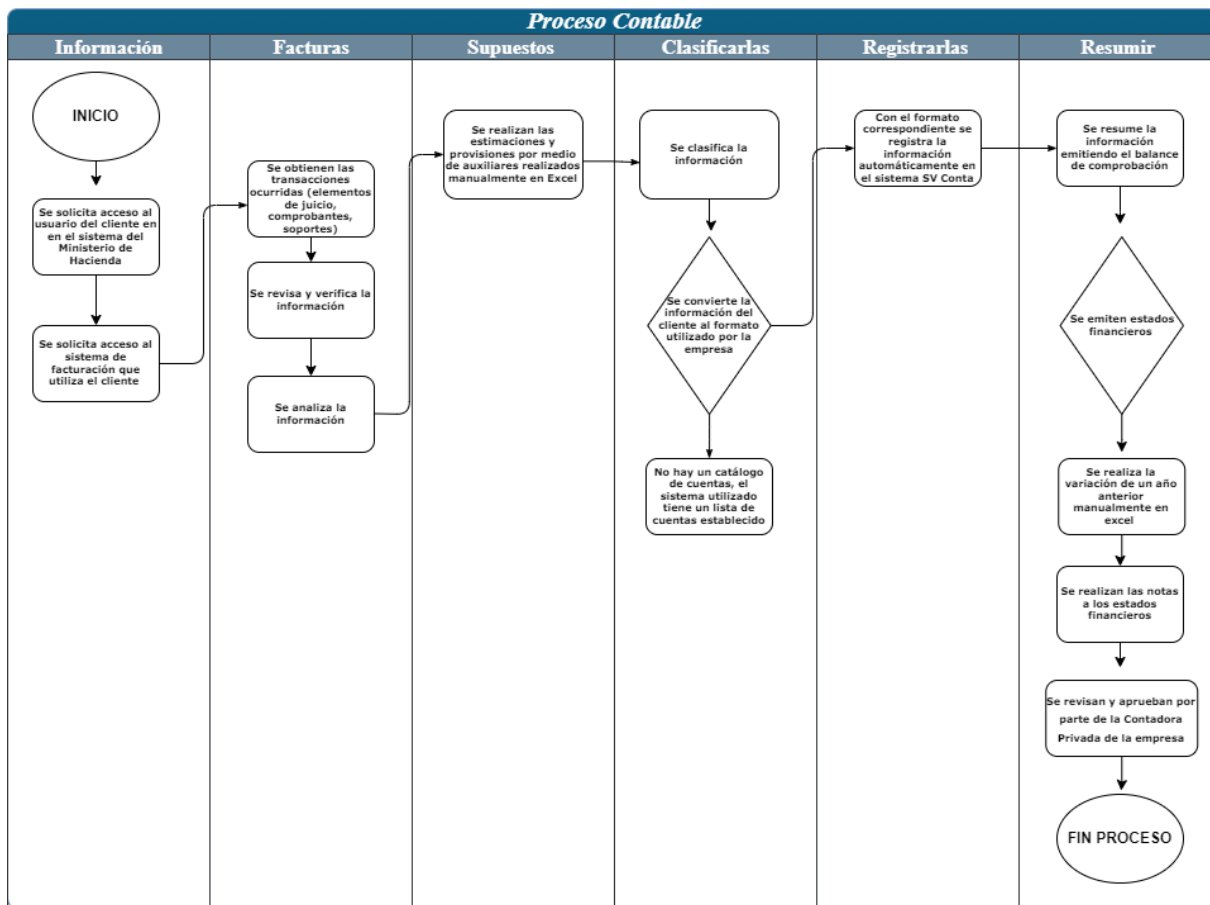 Proceso Contable
Información
Facturas
Supuestos
Clasificarlas
Registrarlas
Resumir
INICIO
Se solicita acceso al
usuario del cliente en
en el sistema del
Ministerio de
Hacienda
Se solicita acceso al
sistema de
facturación que
utiliza el cliente
Se obtienen las
transacciones
ocurridas (elementos
de juicio,
comprobantes,
soportes)
Se revisa y verifica la
información
Se analiza la
información
Se realizan las
estimaciones y
provisiones por medio
de auxiliares realizados
manualmente en Excel
Se clasifica la
información
Se convierte la
información del
cliente al formato
utilizado por la
empresa
No hay un catálogo
de cuentas, el
sistema utilizado
tiene un lista de
cuentas establecido
Con el formato
correspondiente se
registra la
información
automáticamente en
el sistema SV Conta
Se resume la
información
emitiendo el balance
de comprobación
Se emiten estados
financieros
Se realiza la
variación de un año
anterior
manualmente en
excel
Se realizan las notas
a los estados
financieros
Se revisan y aprueban por
parte de la Contadora
Privada de la empresa
FIN PROCESO